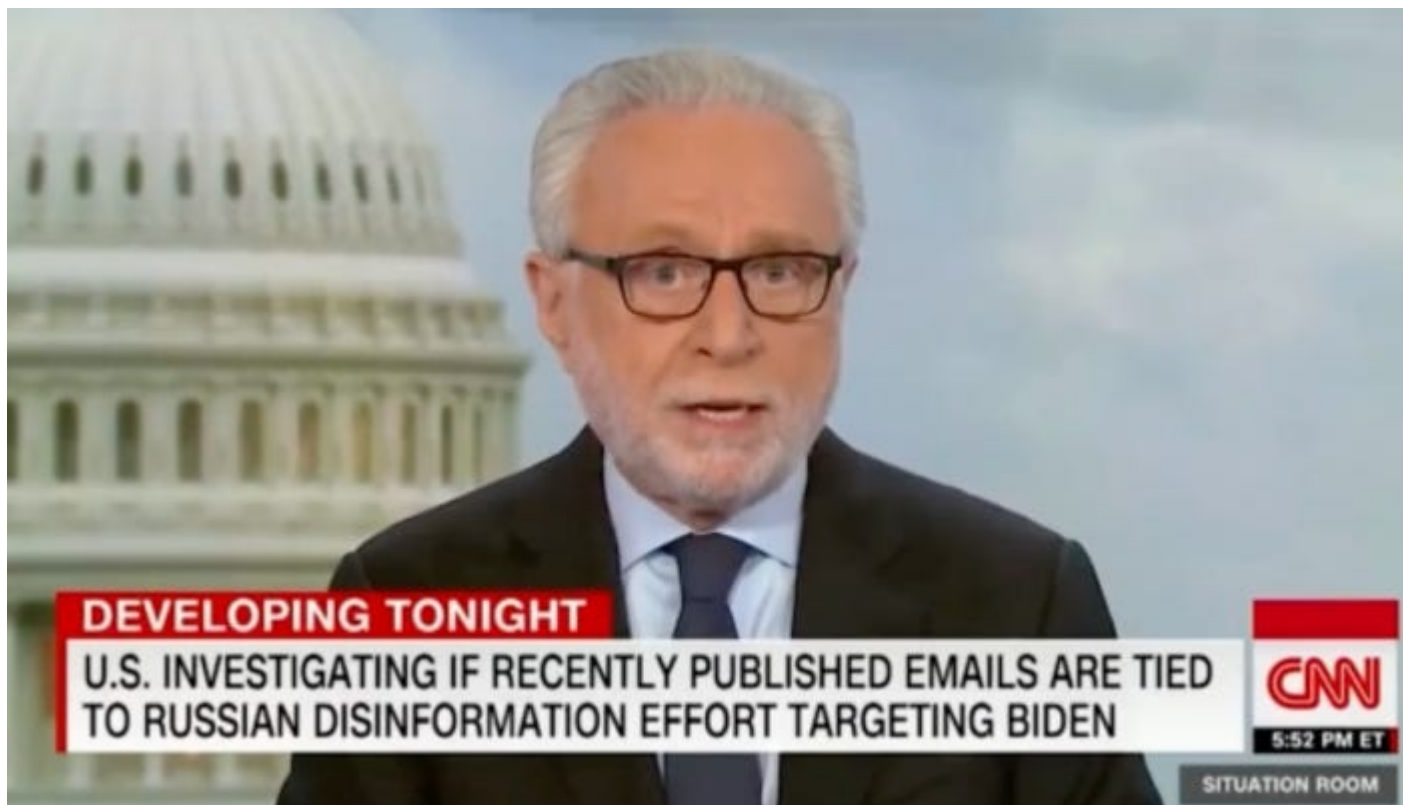 DEVELOPING TONIGHT
U.S. INVESTIGATING IF RECENTLY PUBLISHED EMAILS ARE TIED
TO RUSSIAN DISINFORMATION EFFORT TARGETING BIDEN
CNN
5:52 PM ET
SITUATION ROOM